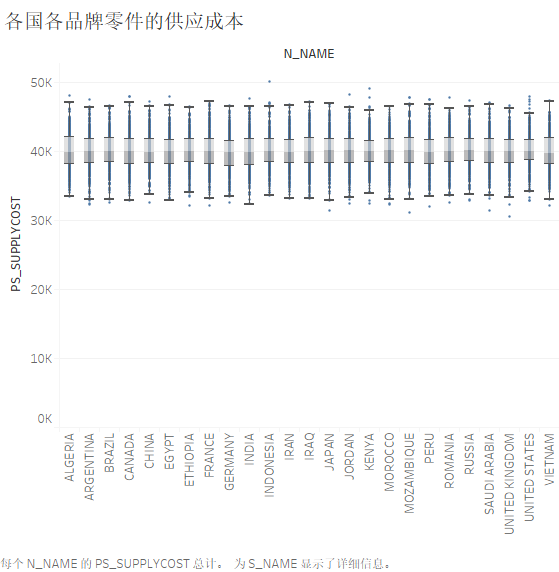 各国各品牌零件的供应成本
N_NAME
50K
40K
30K
20K
10K
0K
PS_SUPPLYCOST
ALGERIA
ARGENTINA
BRAZIL
CANADA
CHINA
EGYPT
ETHIOPIA
FRANCE
GERMANY
INDIA
INDONESIA
IRAN
IRAQ
JAPAN
JORDAN
KENYA
MOROCCO
MOZAMBIQUE
PERU
ROMANIA
RUSSIA
SAUDI ARABIA
UNITED KINGDOM
UNITED STATES
VIETNAM
每个 N_NAME 的 PS_SUPPLYCOST 总计。 为 S_NAME 显示了详细信息。